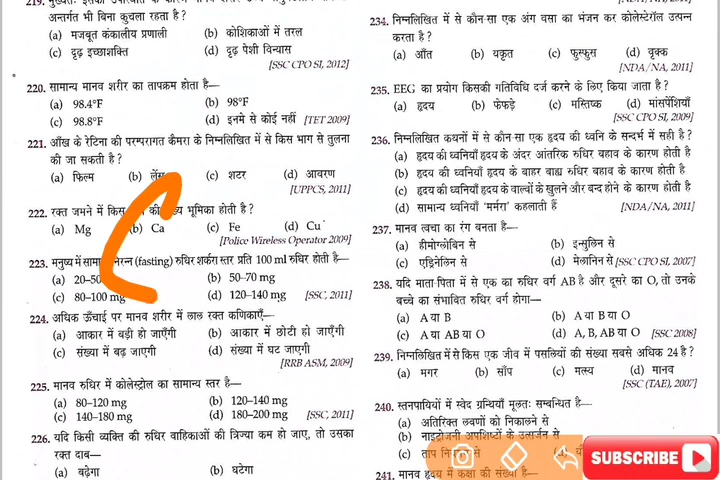 अन्तर्गत भी बिना कुचला रहता है ?
(a) मजबूत कंकालीय प्रणाली (b) कोशिकाओं में तरल
(c) दृढ़ इच्छाशक्ति (d) दृढ़ पेशी विन्यास
[SSC CPO SI, 2012]
220. सामान्य मानव शरीर का तापक्रम होता है—
(a) 98.4°F (b) 98°F
(c) 98.8°F (d) इनमे से कोई नहीं [TET 2009]
221. आँख के रेटिना की परम्परागत कैमरा के निम्नलिखित में से किस भाग से तुलना
की जा सकती है ?
(a) फिल्म (b) लेंस (c) शटर (d) आवरण
[UPPCS, 2011]
222. रक्त जमने में किस की मुख्य भूमिका होती है ?
(a) Mg (b) Ca (c) Fe (d) Cu
[Police Wireless Operator 2009]
223. मनुष्य में (fasting) रुधिर शर्करा स्तर प्रति 100 ml रुधिर होती है—
(a) 20–50 (b) 50–70 mg
(c) 80–100 mg (d) 120–140 mg [SSC, 2011]
224. अधिक ऊँचाई पर मानव शरीर में लाल रक्त कणिकाएँ—
(a) आकार में बड़ी हो जाएँगी (b) आकार में छोटी हो जाएँगी
(c) संख्या में बढ़ जाएगी (d) संख्या में घट जाएगी
[RRB ASM, 2009]
225. मानव रुधिर में कोलेस्ट्रोल का सामान्य स्तर है—
(a) 80–120 mg (b) 120–140 mg
(c) 140–180 mg (d) 180–200 mg [SSC, 2011]
226. यदि किसी व्यक्ति की रुधिर वाहिकाओं की त्रिज्या कम हो जाए, तो उसका
रक्त दाब—
(a) बढ़ेगा (b) घटेगा
234. निम्नलिखित में से कौन-सा एक अंग वसा का भंजन कर कोलेस्टेरॉल उत्पन्न
करता है ?
(a) आँत (b) यकृत (c) फुफ्फुस (d) वृक्क
[NDA/NA, 2011]
235. EEG का प्रयोग किसकी गतिविधि दर्ज करने के लिए किया जाता है ?
(a) हृदय (b) फेफड़े (c) मस्तिष्क (d) मांसपेशियाँ
[SSC CPO SI, 2009]
236. निम्नलिखित कथनों में से कौन-सा एक हृदय की ध्वनि के सन्दर्भ में सही है ?
(a) हृदय की ध्वनियाँ हृदय के अंदर आंतरिक रुधिर बहाव के कारण होती है
(b) हृदय की ध्वनियाँ हृदय के बाहर बाह्य रुधिर बहाव के कारण होती है
(c) हृदय की ध्वनियाँ हृदय के वाल्वों के खुलने और बन्द होने के कारण होती है
(d) सामान्य ध्वनियाँ 'मर्मरा' कहलाती हैं [NDA/NA, 2011]
237. मानव त्वचा का रंग बनता है—
(a) हीमोग्लोबिन से (b) इन्सुलिन से
(c) एड्रिनेलिन से (d) मेलानिन से [SSC CPO SI, 2007]
238. यदि माता-पिता में से एक का रुधिर वर्ग AB है और दूसरे का O, तो उनके
बच्चे का संभावित रुधिर वर्ग होगा—
(a) A या B (b) A या B या O
(c) A या AB या O (d) A, B, AB या O [SSC 2008]
239. निम्नलिखित में से किस एक जीव में पसलियों की संख्या सबसे अधिक 24 है ?
(a) मगर (b) साँप (c) मत्स्य (d) मानव
[SSC (TAE), 2007]
240. स्तनपायियों में स्वेद ग्रन्थियाँ मूलतः सम्बन्धित है—
(a) अतिरिक्त लवणों को निकालने से
(b) नाइट्रोजनी अपशिष्टों के उत्सर्जन से
(c) ताप
241. मानव हृदय में कक्षा की संख्या है—
SUBSCRIBE